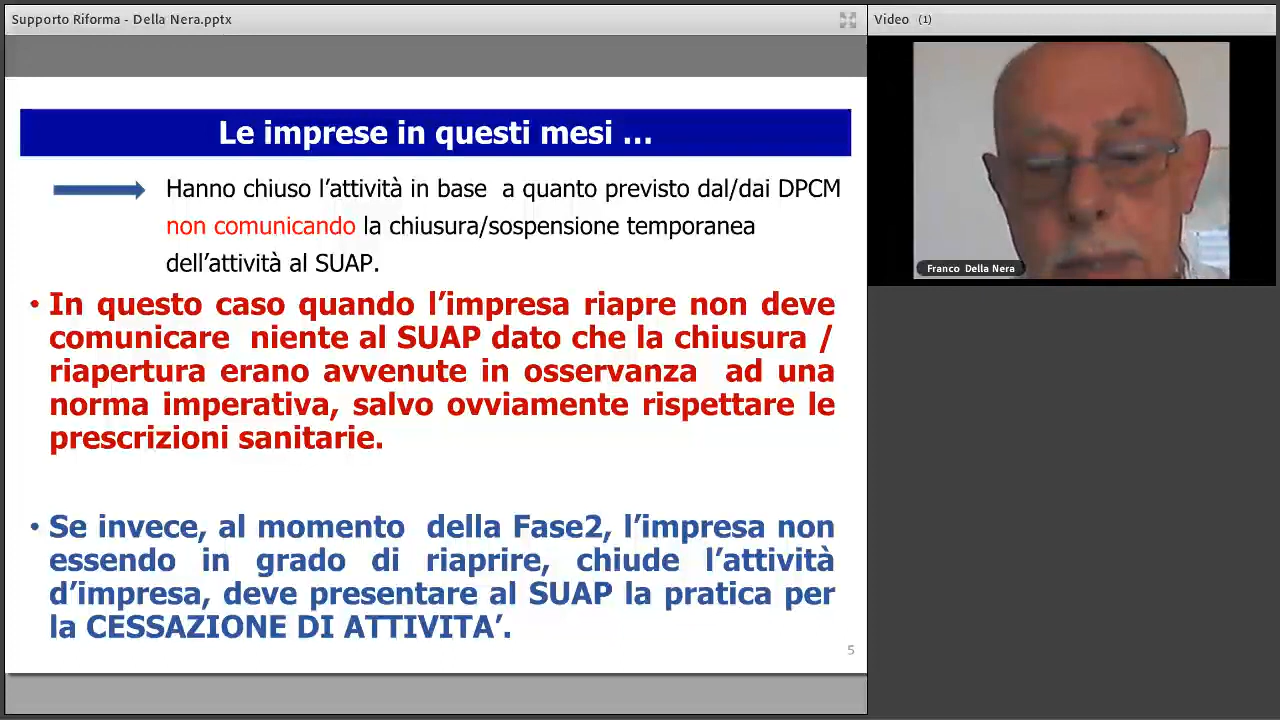 Supporto Riforma - Della Nera.pptx
Video (1)
Le imprese in questi mesi ...
Hanno chiuso l’attività in base a quanto previsto dal/dai DPCM
non comunicando la chiusura/sospensione temporanea
dell’attività al SUAP.
• In questo caso quando l’impresa riapre non deve
comunicare niente al SUAP dato che la chiusura /
riapertura erano avvenute in osservanza ad una
norma imperativa, salvo ovviamente rispettare le
prescrizioni sanitarie.
• Se invece, al momento della Fase2, l’impresa non
essendo in grado di riaprire, chiude l’attività
d’impresa, deve presentare al SUAP la pratica per
la CESSAZIONE DI ATTIVITA’.
5
Franco Della Nera